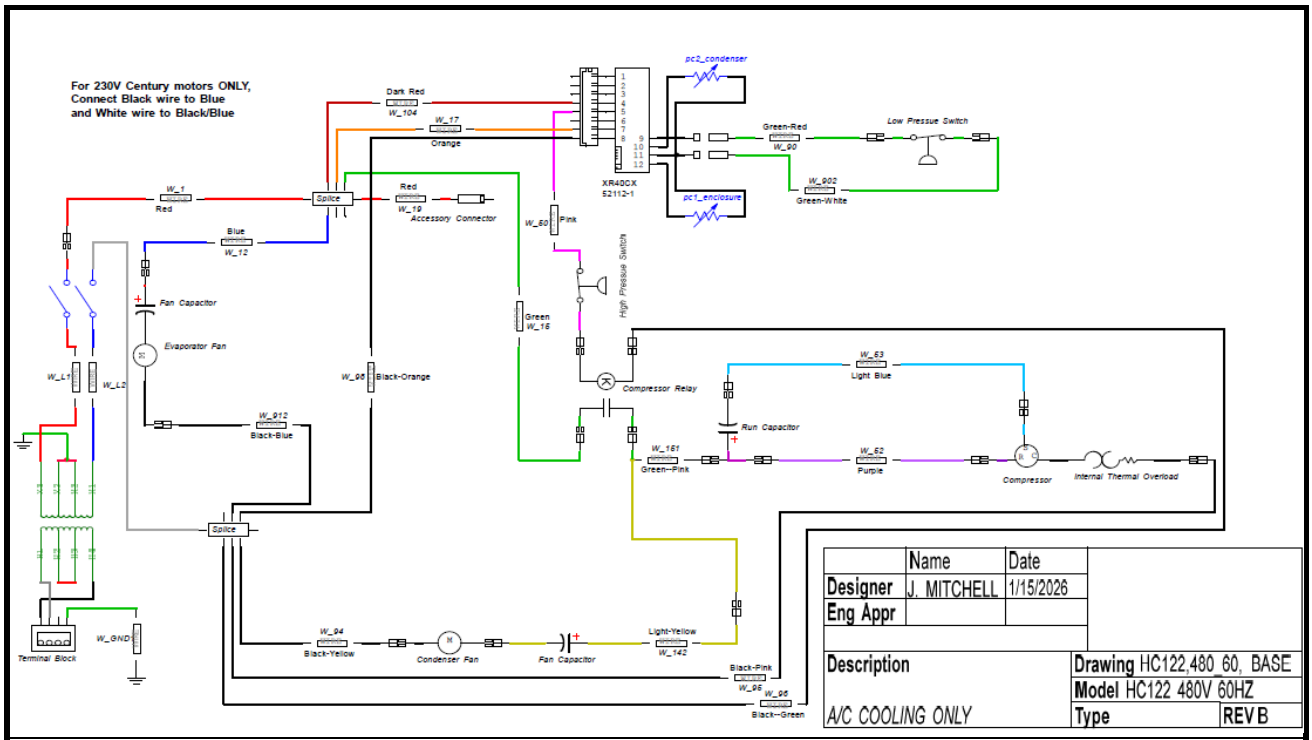 For 230V Century motors ONLY,
Connect Black wire to Blue
and White wire to Black/Blue
Dark Red
W_104
W_17
Orange
1
2
3
4
5
6
7
8
9
10
11
12
XR40CX
52112-1
pc2_condenser
pc1_enclosure
Green-Red
W_90
Low Pressue Switch
W_902
Green-White
W_1
Red
Splice
Red
W_19
Accessory Connector
Blue
W_12
W_50
Pink
High Pressue Switch
+
Fan Capacitor
M
Evaporator Fan
Green
W_16
W_L1
W_L2
W_96
Black-Orange
K
Compressor Relay
W_53
Light Blue
W_912
Black-Blue
Run Capacitor
+
W_161
Green--Pink
W_52
Purple
S
R
C
Compressor
Internal Thermal Overload
Splice
W_GND
Terminal Block
W_94
Black-Yellow
M
Condenser Fan
+
Fan Capacitor
Light-Yellow
W_142
Black-Pink
W_95
W_96
Black--Green
Name Date
Designer J. MITCHELL 1/15/2026
Eng Appr
Description
A/C COOLING ONLY
Drawing HC122,480_60, BASE
Model HC122 480V 60HZ
Type REV B